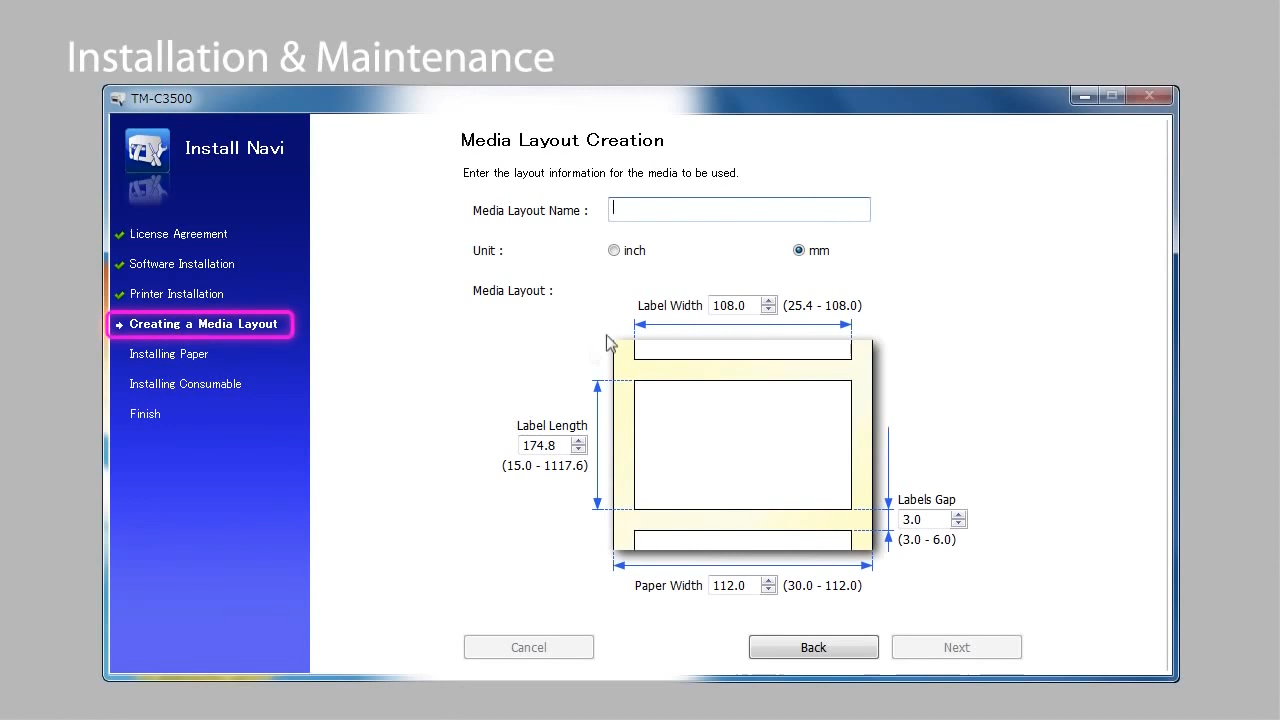 Installation & Maintenance
TM-C3500
Install Navi
License Agreement
Software Installation
Printer Installation
Creating a Media Layout
Installing Paper
Installing Consumable
Finish
Media Layout Creation
Enter the layout information for the media to be used.
Media Layout Name :
Unit : inch mm
Media Layout :
Label Width 108.0 (25.4 - 108.0)
Label Length
174.8
(15.0 - 1117.6)
Labels Gap
3.0
(3.0 - 6.0)
Paper Width 112.0 (30.0 - 112.0)
Cancel Back Next